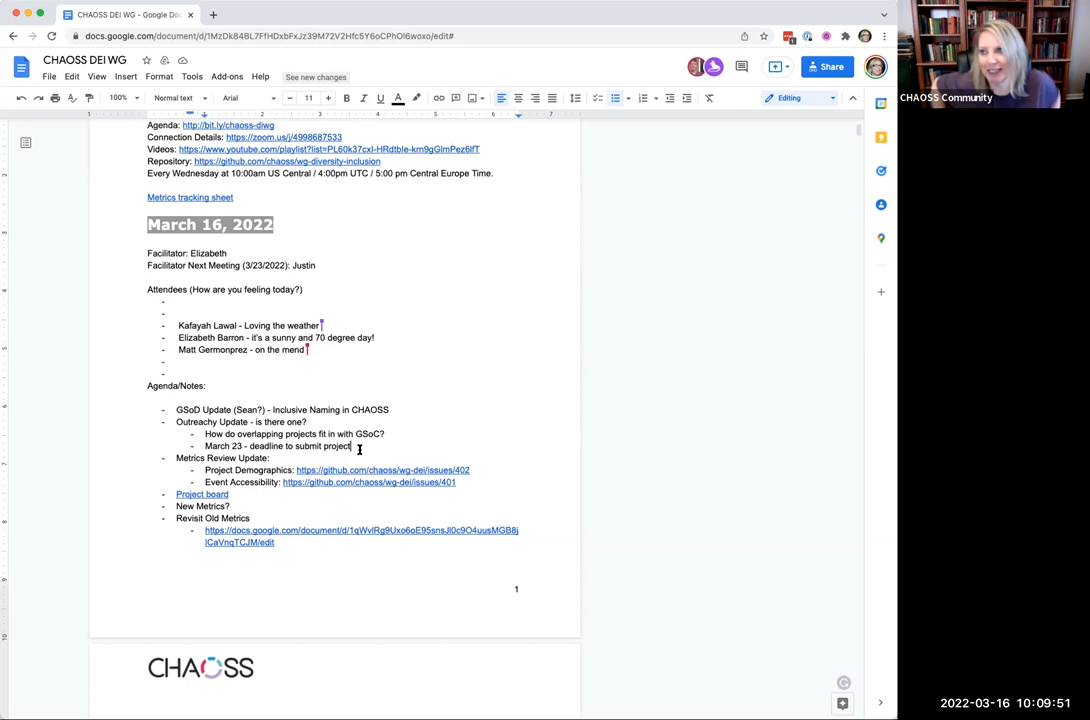 CHAOSS DEI WG - Google Doc
docs.google.com/document/d/1MzDk84BL7FfHDxbFxJz39M72V2Hfc5Y6oCPhOI6woxo/edit#
CHAOSS DEI WG
File Edit View Insert Format Tools Add-ons Help See new changes
Share
100% Normal text Arial 11 Editing
CHAOSS Community
Agenda: http://bit.ly/chaoss-diwg
Connection Details: https://zoom.us/j/4998687533
Videos: https://www.youtube.com/playlist?list=PL60k37cxI-HRdtble-km9gGlmPez6lfT
Repository: https://github.com/chaoss/wg-diversity-inclusion
Every Wednesday at 10:00am US Central / 4:00pm UTC / 5:00 pm Central Europe Time.
Metrics tracking sheet
March 16, 2022
Facilitator: Elizabeth
Facilitator Next Meeting (3/23/2022): Justin
Attendees (How are you feeling today?)
-
-
- Kafayah Lawal - Loving the weather
- Elizabeth Barron - it's a sunny and 70 degree day!
- Matt Germonprez - on the mend
-
-
Agenda/Notes:
- GSoD Update (Sean?) - Inclusive Naming in CHAOSS
- Outreachy Update - is there one?
- How do overlapping projects fit in with GSoC?
- March 23 - deadline to submit project
- Metrics Review Update:
- Project Demographics: https://github.com/chaoss/wg-dei/issues/402
- Event Accessibility: https://github.com/chaoss/wg-dei/issues/401
- Project board
- New Metrics?
- Revisit Old Metrics
- https://docs.google.com/document/d/1qWvlRg9Uxo6oE95snsJl0c9O4uusMGB8j
lCaVnqTCJM/edit
1
CHAOSS
2022-03-16 10:09:51